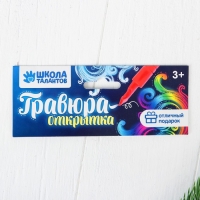 ШКОЛА
ТАЛАНТОВ
3+
Гравюра-
открытка
отличный
подарок